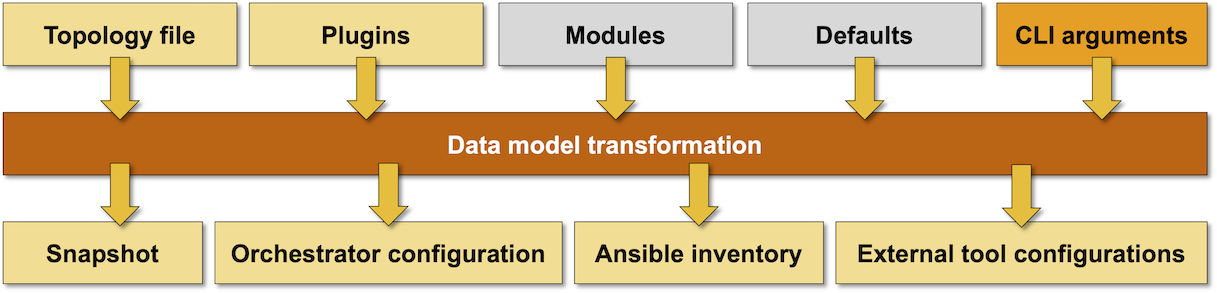 Topology file
Plugins
Modules
Defaults
CLI arguments
Data model transformation
Snapshot
Orchestrator configuration
Ansible inventory
External tool configurations